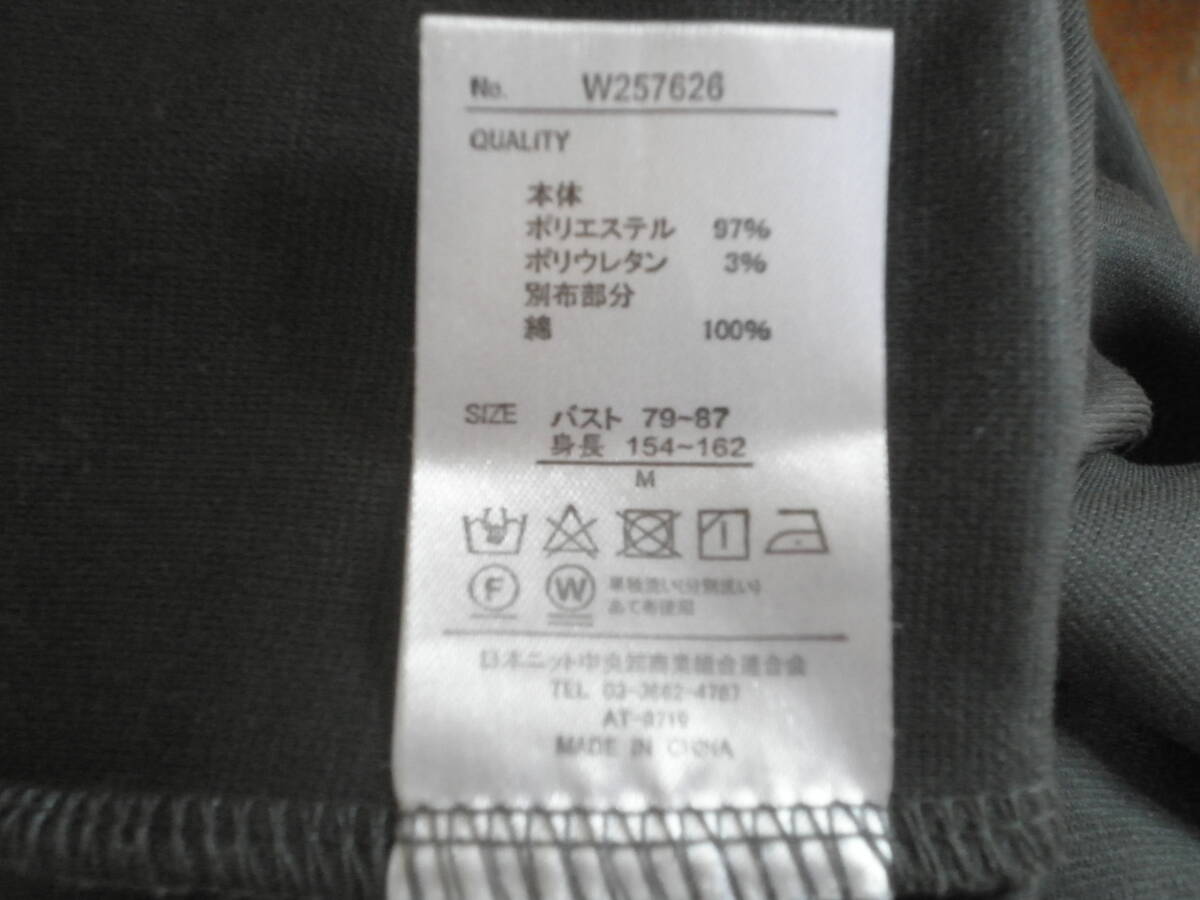 No. W257626
QUALITY
本体
ポリエステル 97%
ポリウレタン 3%
別布部分
綿 100%
SIZE バスト 79~87
身長 154~162
M
F W 単独洗い(分別洗い)
あて布使用
日本ニット中央卸商業組合連合会
TEL 03-3662-4787
AT-0719
MADE IN CHINA